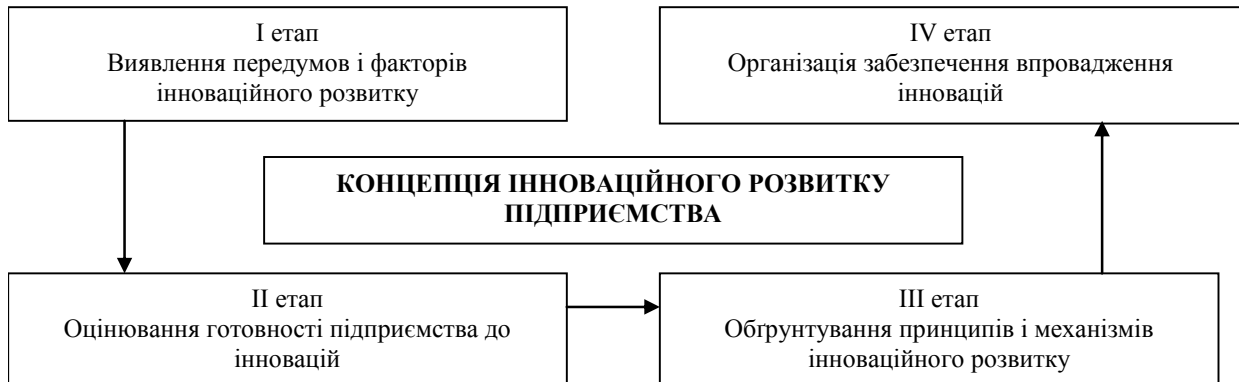 I етап
Виявлення передумов і факторів
інноваційного розвитку
IV етап
Організація забезпечення впровадження
інновацій
КОНЦЕПЦІЯ ІННОВАЦІЙНОГО РОЗВИТКУ
ПІДПРИЄМСТВА
II етап
Оцінювання готовності підприємства до
інновацій
III етап
Обґрунтування принципів і механізмів
інноваційного розвитку